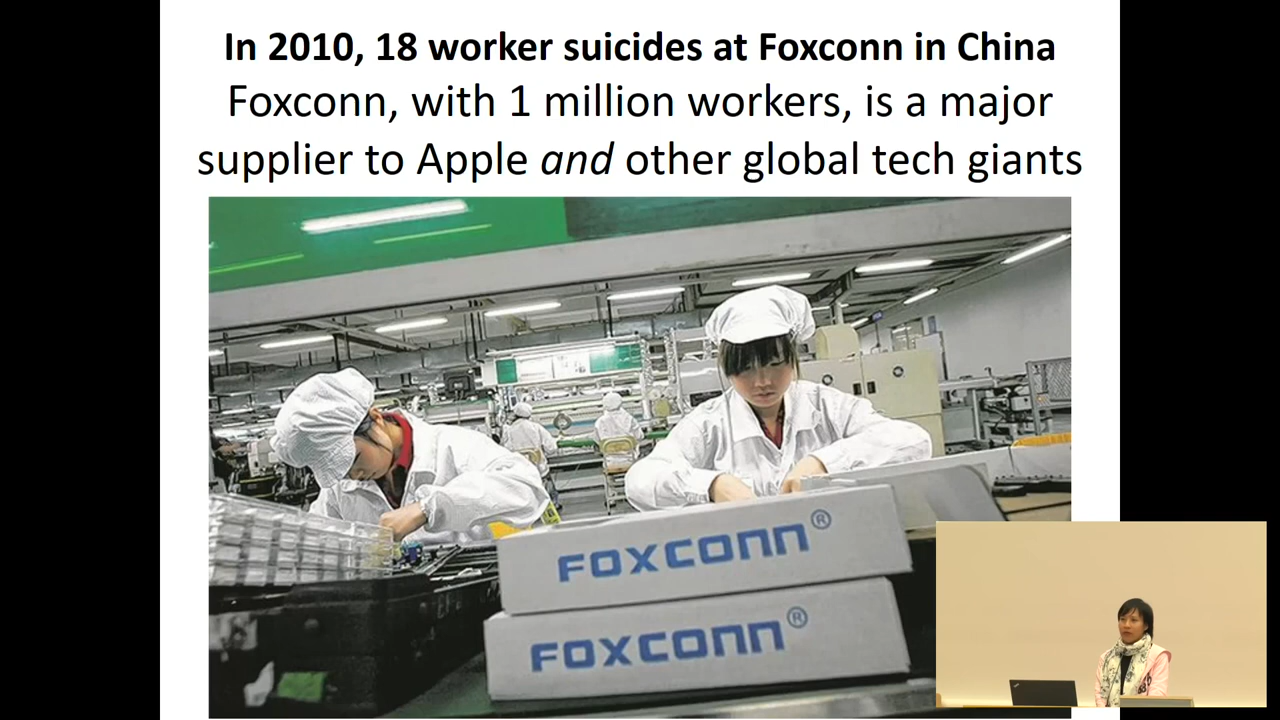 In 2010, 18 worker suicides at Foxconn in China
Foxconn, with 1 million workers, is a major
supplier to Apple and other global tech giants
FOXCONN®
FOXCONN®